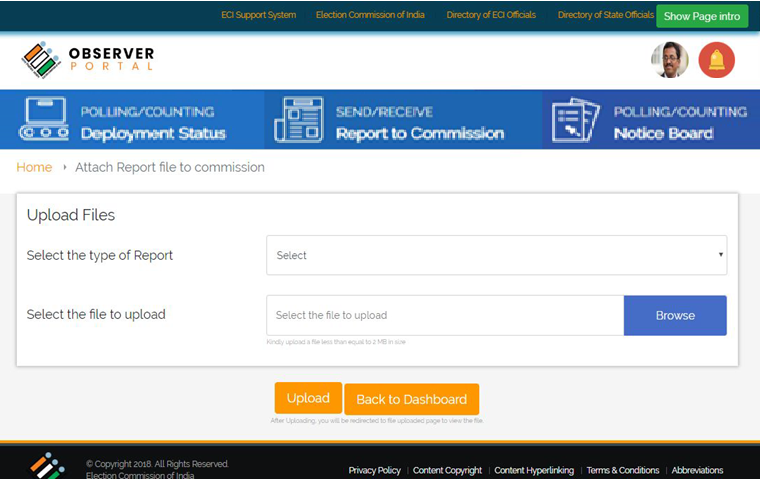 ECI Support System Election Commission of India Directory of ECI Officials Directory of State Officials Show Page intro
OBSERVER
PORTAL
POLLING/COUNTING
Deployment Status
SEND/RECEIVE
Report to Commission
POLLING/COUNTING
Notice Board
Home Attach Report file to commission
Upload Files
Select the type of Report Select
Select the file to upload Select the file to upload Browse
Kindly upload a file less than equal to 2 MB in size
Upload Back to Dashboard
After Uploading, you will be redirected to file uploaded page to view the file.
© Copyright 2018. All Rights Reserved.
Election Commission of India
Privacy Policy | Content Copyright | Content Hyperlinking | Terms & Conditions | Abbreviations